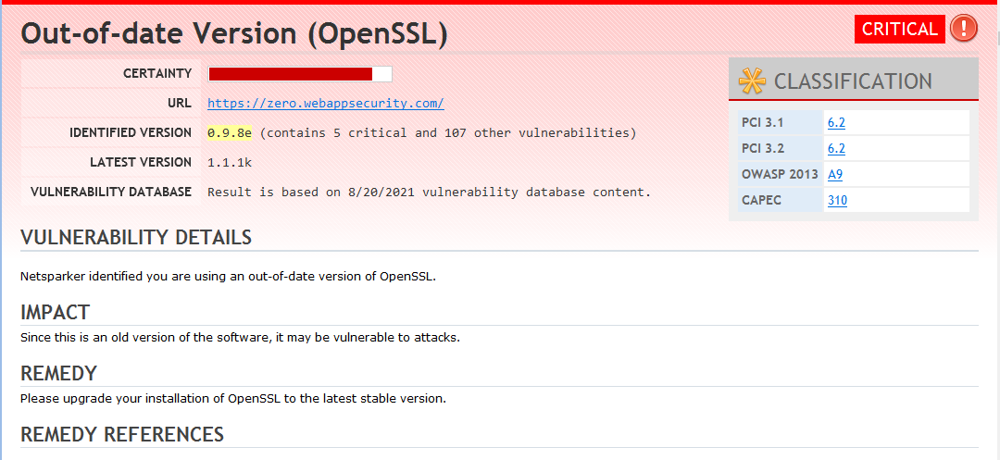 Out-of-date Version (OpenSSL)
CRITICAL
CERTAINTY
URL https://zero.webappsecurity.com/
IDENTIFIED VERSION 0.9.8e (contains 5 critical and 107 other vulnerabilities)
LATEST VERSION 1.1.1k
VULNERABILITY DATABASE Result is based on 8/20/2021 vulnerability database content.
CLASSIFICATION
PCI 3.1 6.2
PCI 3.2 6.2
OWASP 2013 A9
CAPEC 310
VULNERABILITY DETAILS
Netsparker identified you are using an out-of-date version of OpenSSL.
IMPACT
Since this is an old version of the software, it may be vulnerable to attacks.
REMEDY
Please upgrade your installation of OpenSSL to the latest stable version.
REMEDY REFERENCES